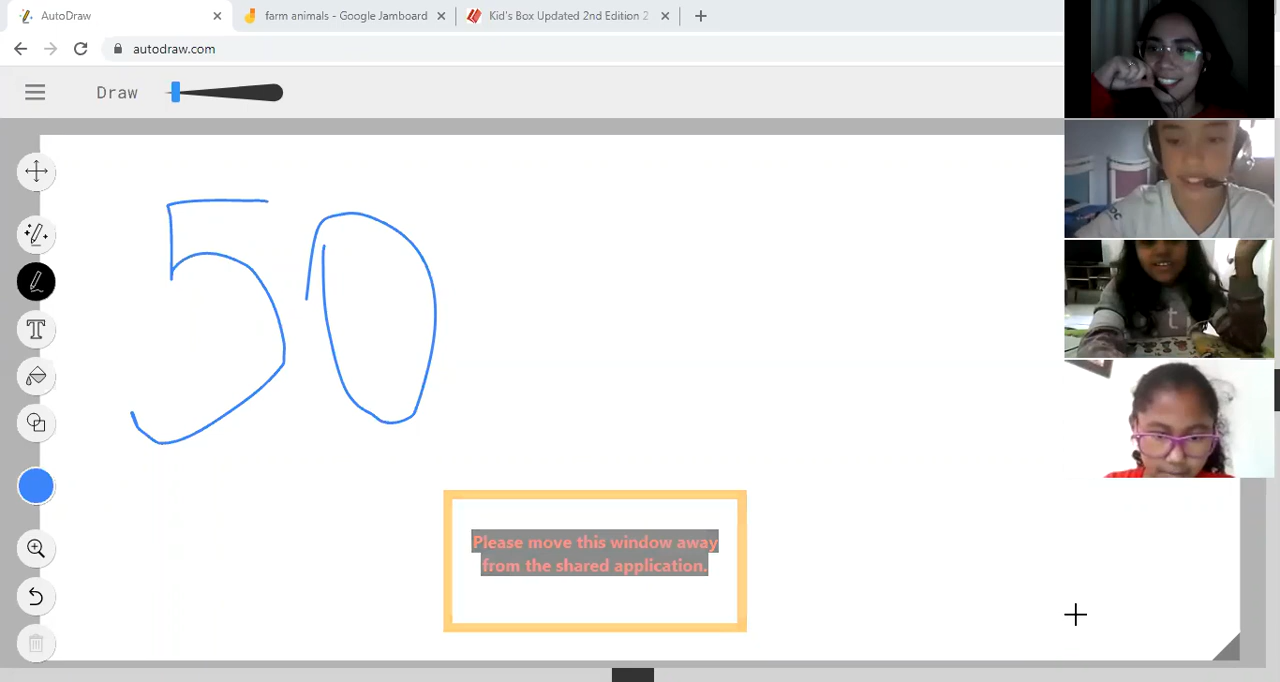 AutoDraw
farm animals - Google Jamboard
Kid's Box Updated 2nd Edition 2
autodraw.com
Draw
50
Please move this window away
from the shared application.